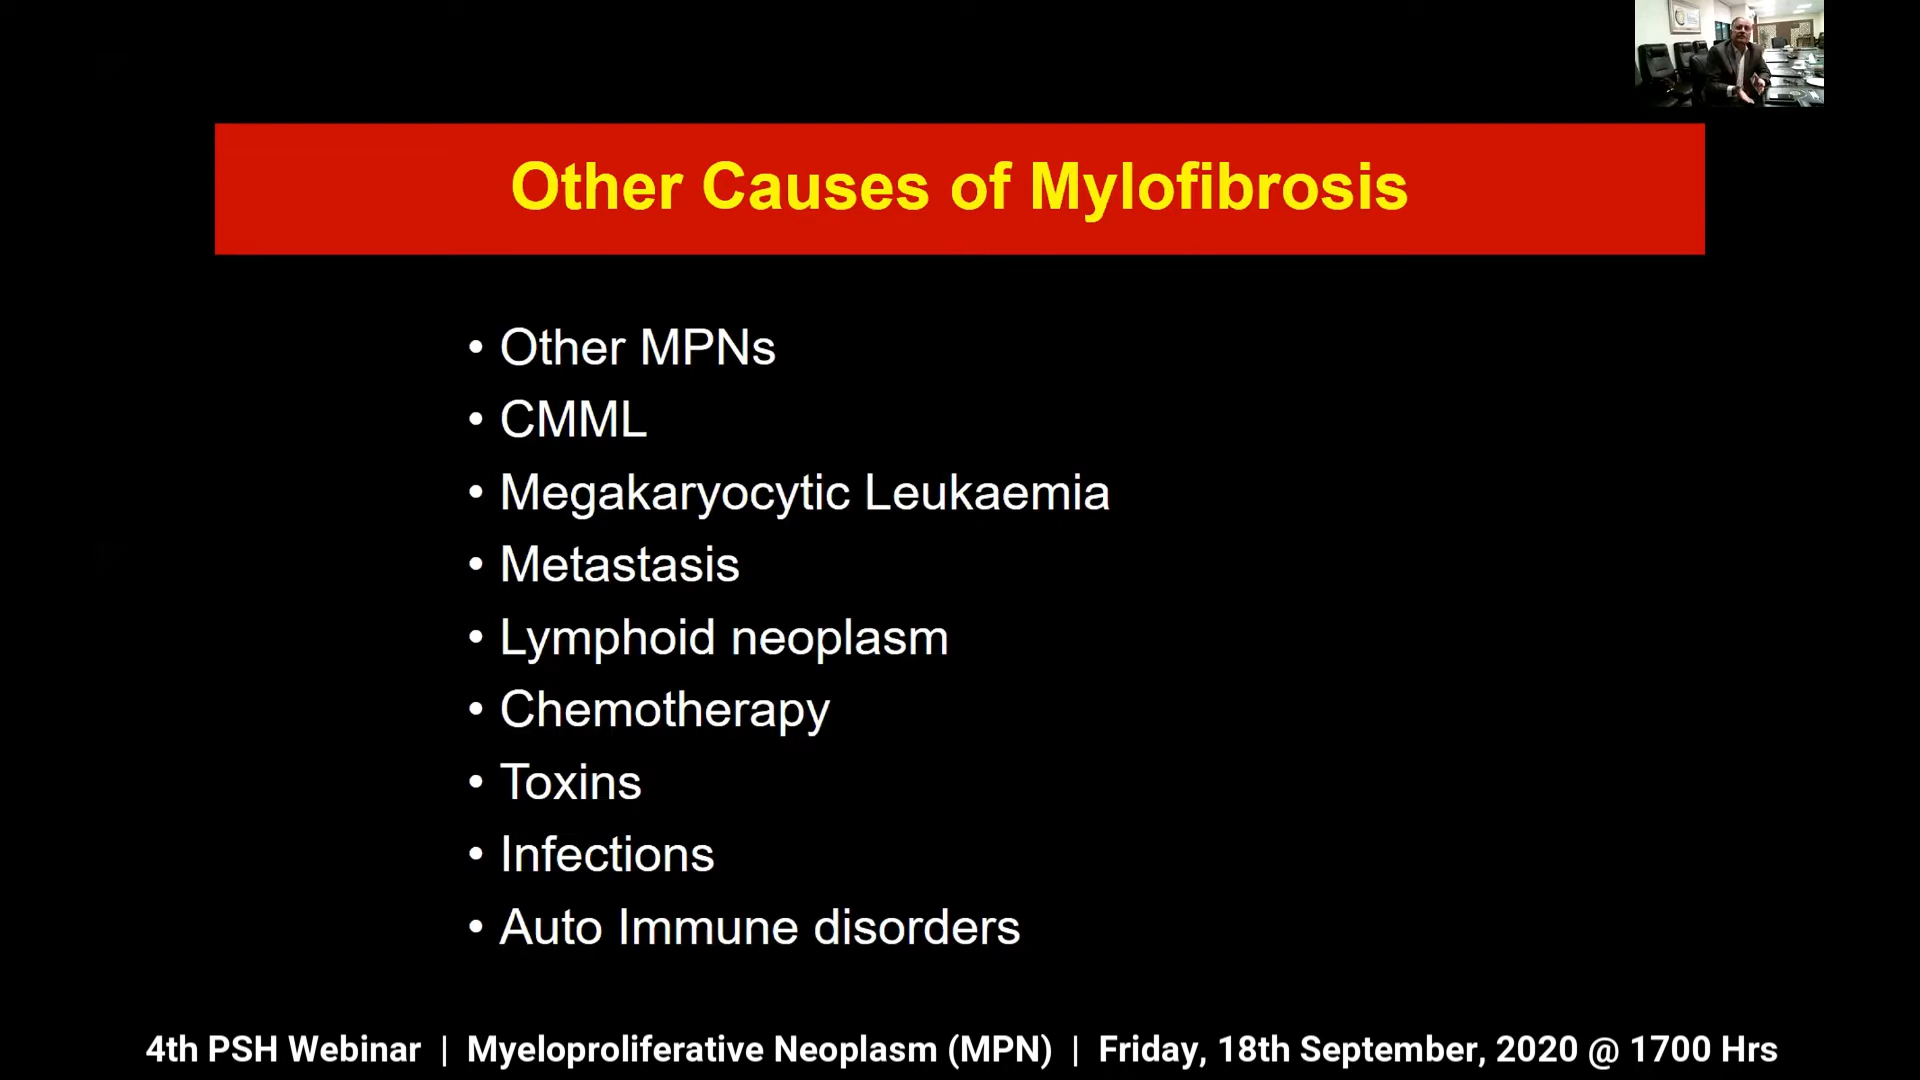 Other Causes of Mylofibrosis
• Other MPNs
• CMML
• Megakaryocytic Leukaemia
• Metastasis
• Lymphoid neoplasm
• Chemotherapy
• Toxins
• Infections
• Auto Immune disorders
4th PSH Webinar | Myeloproliferative Neoplasm (MPN) | Friday, 18th September, 2020 @ 1700 Hrs